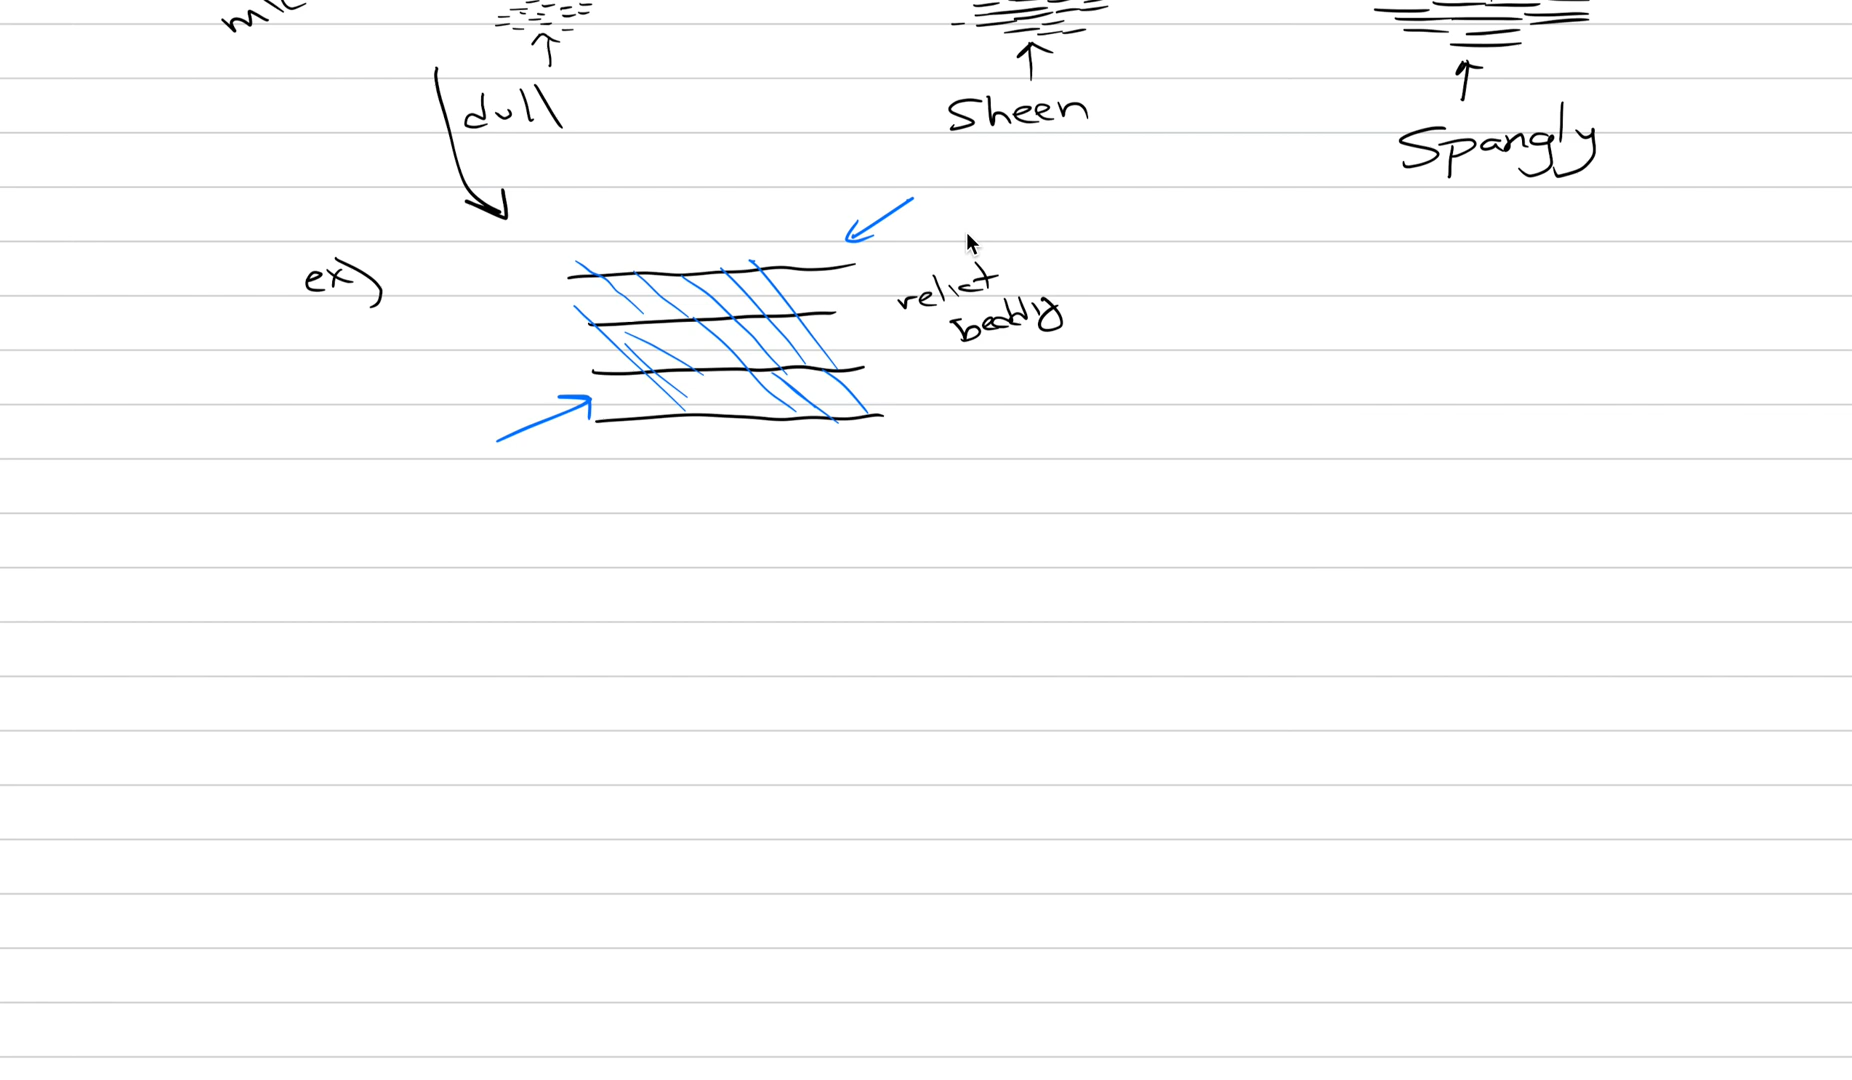 dull
Sheen
Spangly
ex)
relict
bedding